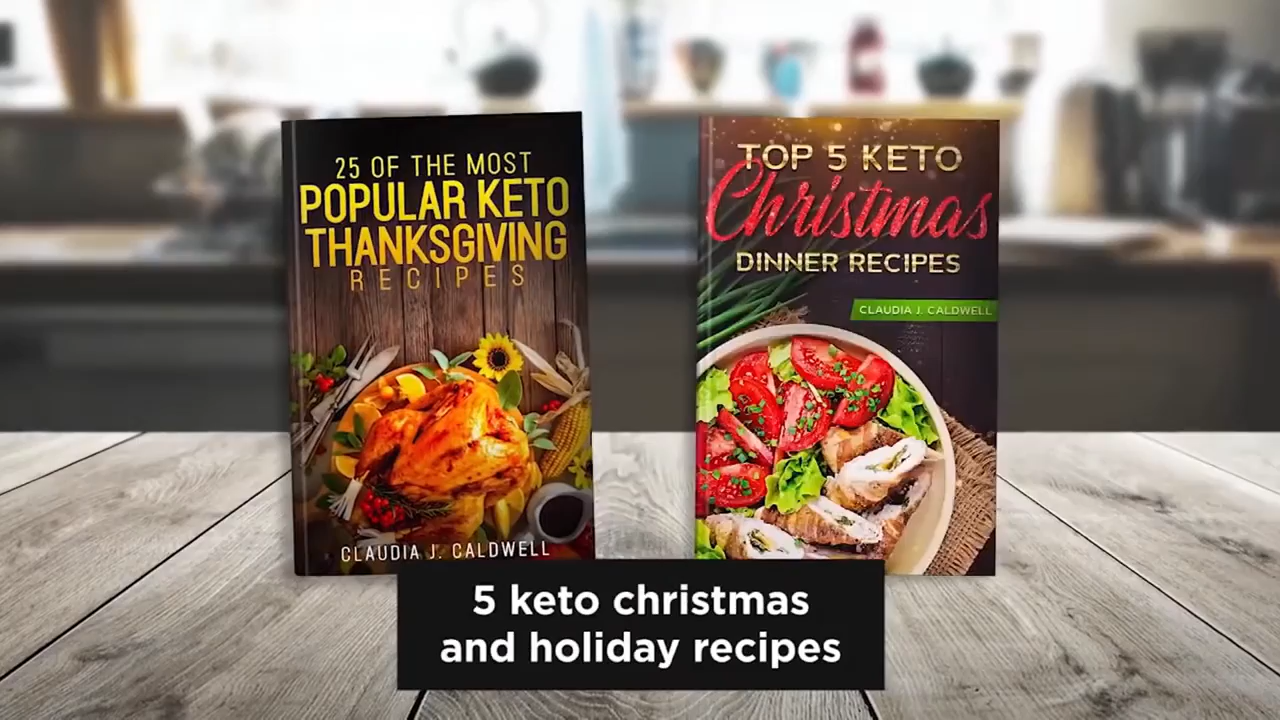 25 OF THE MOST
POPULAR KETO
THANKSGIVING
RECIPES
CLAUDIA J. CALDWELL
TOP 5 KETO
Christmas
DINNER RECIPES
CLAUDIA J. CALDWELL
5 keto christmas
and holiday recipes